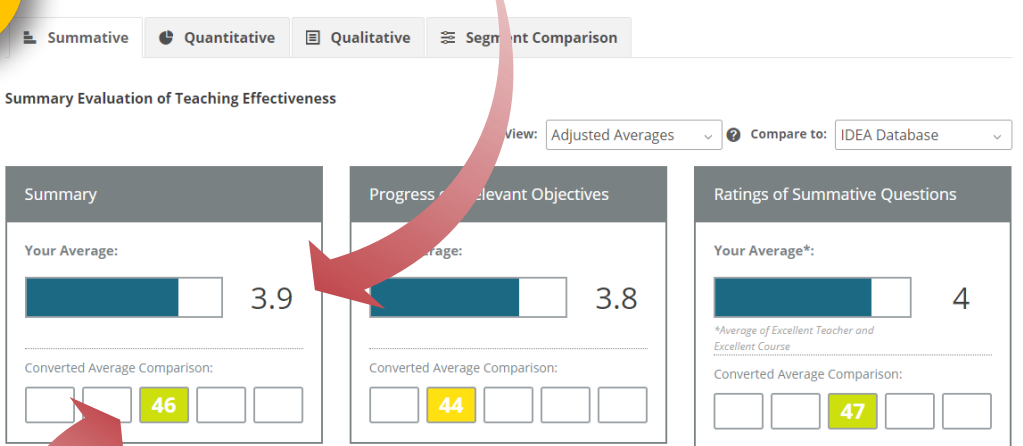 Summative Quantitative Qualitative Segment Comparison
Summary Evaluation of Teaching Effectiveness
View: Adjusted Averages ? Compare to: IDEA Database
Summary
Your Average:
3.9
Converted Average Comparison:
46
Progress Relevant Objectives
3.8
Converted Average Comparison:
44
Ratings of Summative Questions
Your Average*:
4
*Average of Excellent Teacher and
Excellent Course
Converted Average Comparison:
47